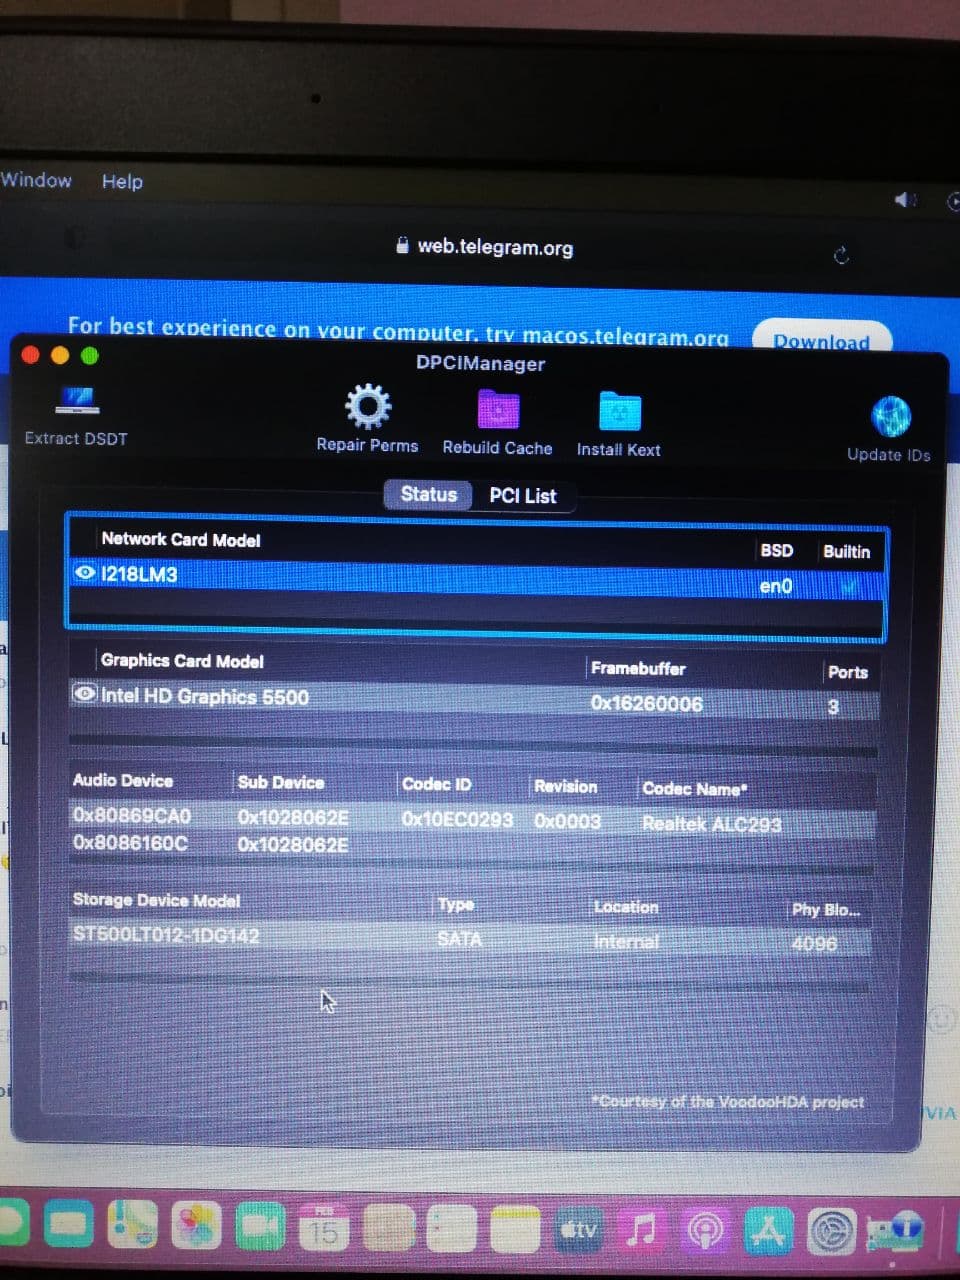 Window Help
web.telegram.org
For best experience on your computer, try macos.telegram.org Download
DPCIManager
Extract DSDT Repair Perms Rebuild Cache Install Kext Update IDs
Status PCI List
Network Card Model BSD Builtin
I218LM3 en0
Graphics Card Model Framebuffer Ports
Intel HD Graphics 5500 0x16260006 3
Audio Device Sub Device Codec ID Revision Codec Name*
0x80869CA0 0x1028062E 0x10EC0293 0x0003 Realtek ALC293
0x8086160C 0x1028062E
Storage Device Model Type Location Phy Blo...
ST500LT012-1DG142 SATA Internal 4096
*Courtesy of the VoodooHDA project
VIA
FEB
15
tv